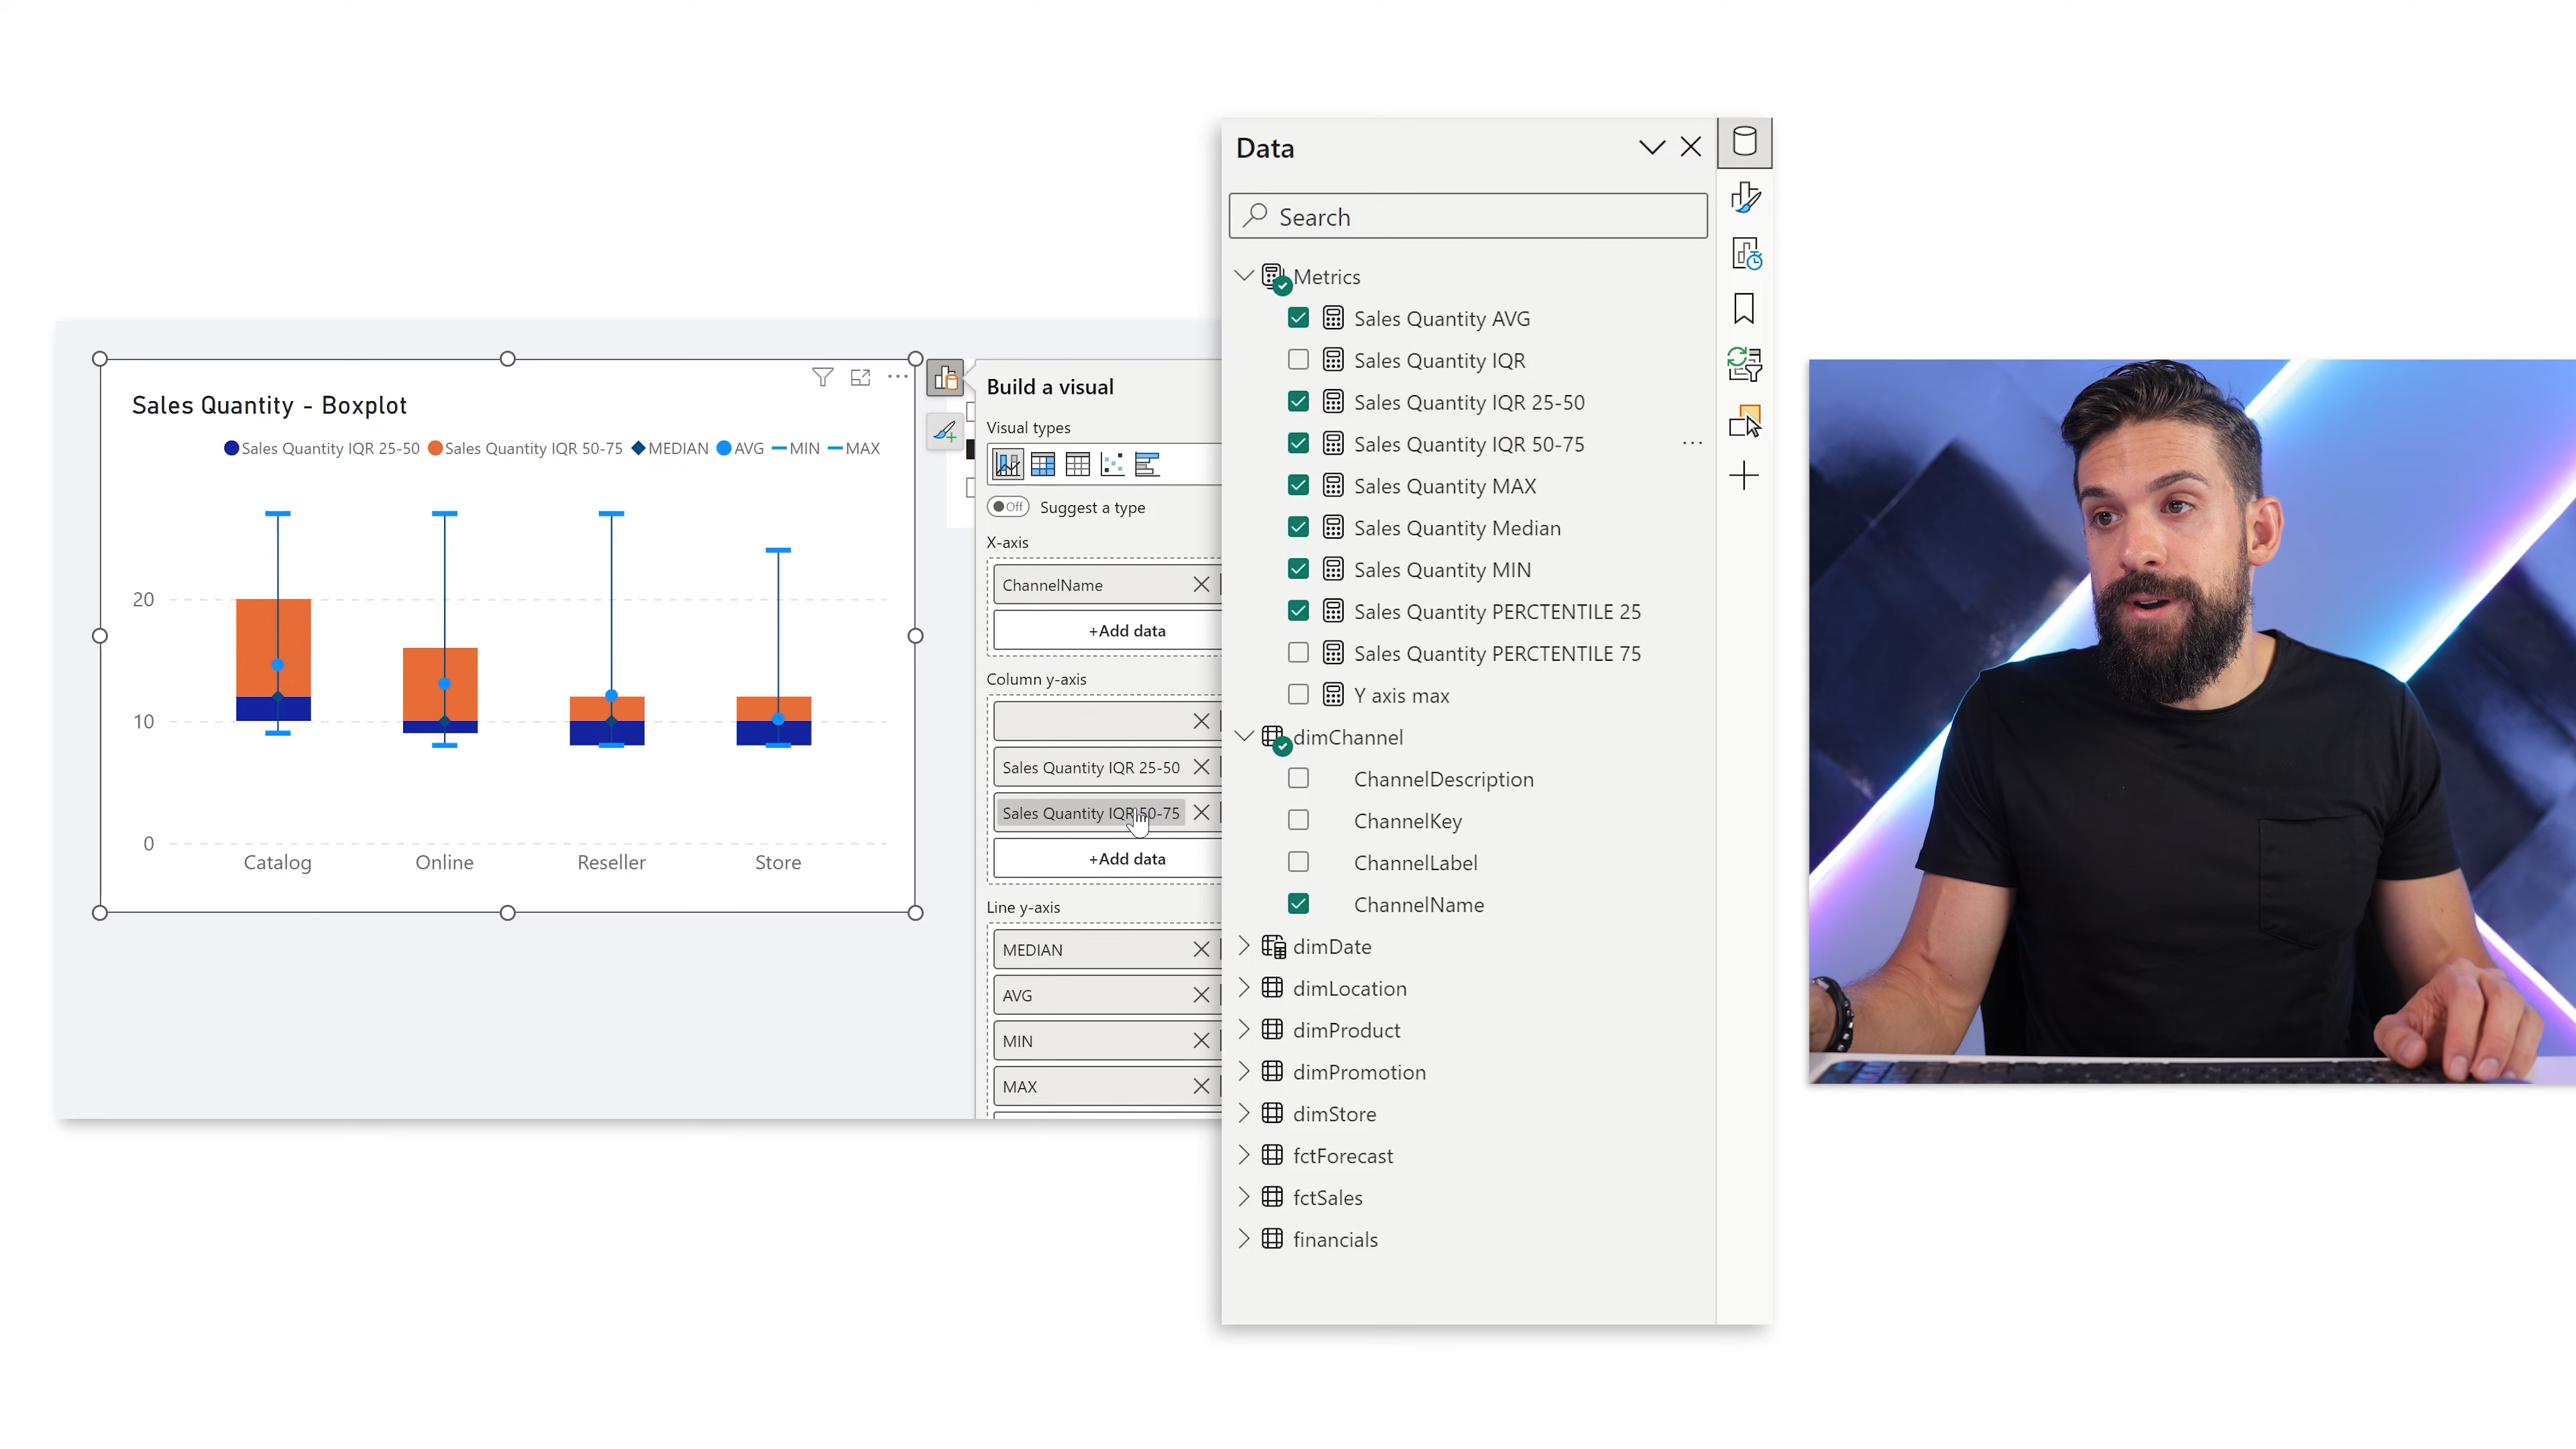 Sales Quantity - Boxplot
Sales Quantity IQR 25-50 Sales Quantity IQR 50-75 MEDIAN AVG MIN MAX
20
10
0
Catalog Online Reseller Store
Build a visual
Visual types
Off Suggest a type
X-axis
ChannelName
+Add data
Column y-axis
Sales Quantity IQR 25-50
Sales Quantity IQR 50-75
+Add data
Line y-axis
MEDIAN
AVG
MIN
MAX
Data
Search
Metrics
Sales Quantity AVG
Sales Quantity IQR
Sales Quantity IQR 25-50
Sales Quantity IQR 50-75
Sales Quantity MAX
Sales Quantity Median
Sales Quantity MIN
Sales Quantity PERCTENTILE 25
Sales Quantity PERCTENTILE 75
Y axis max
dimChannel
ChannelDescription
ChannelKey
ChannelLabel
ChannelName
dimDate
dimLocation
dimProduct
dimPromotion
dimStore
fctForecast
fctSales
financials